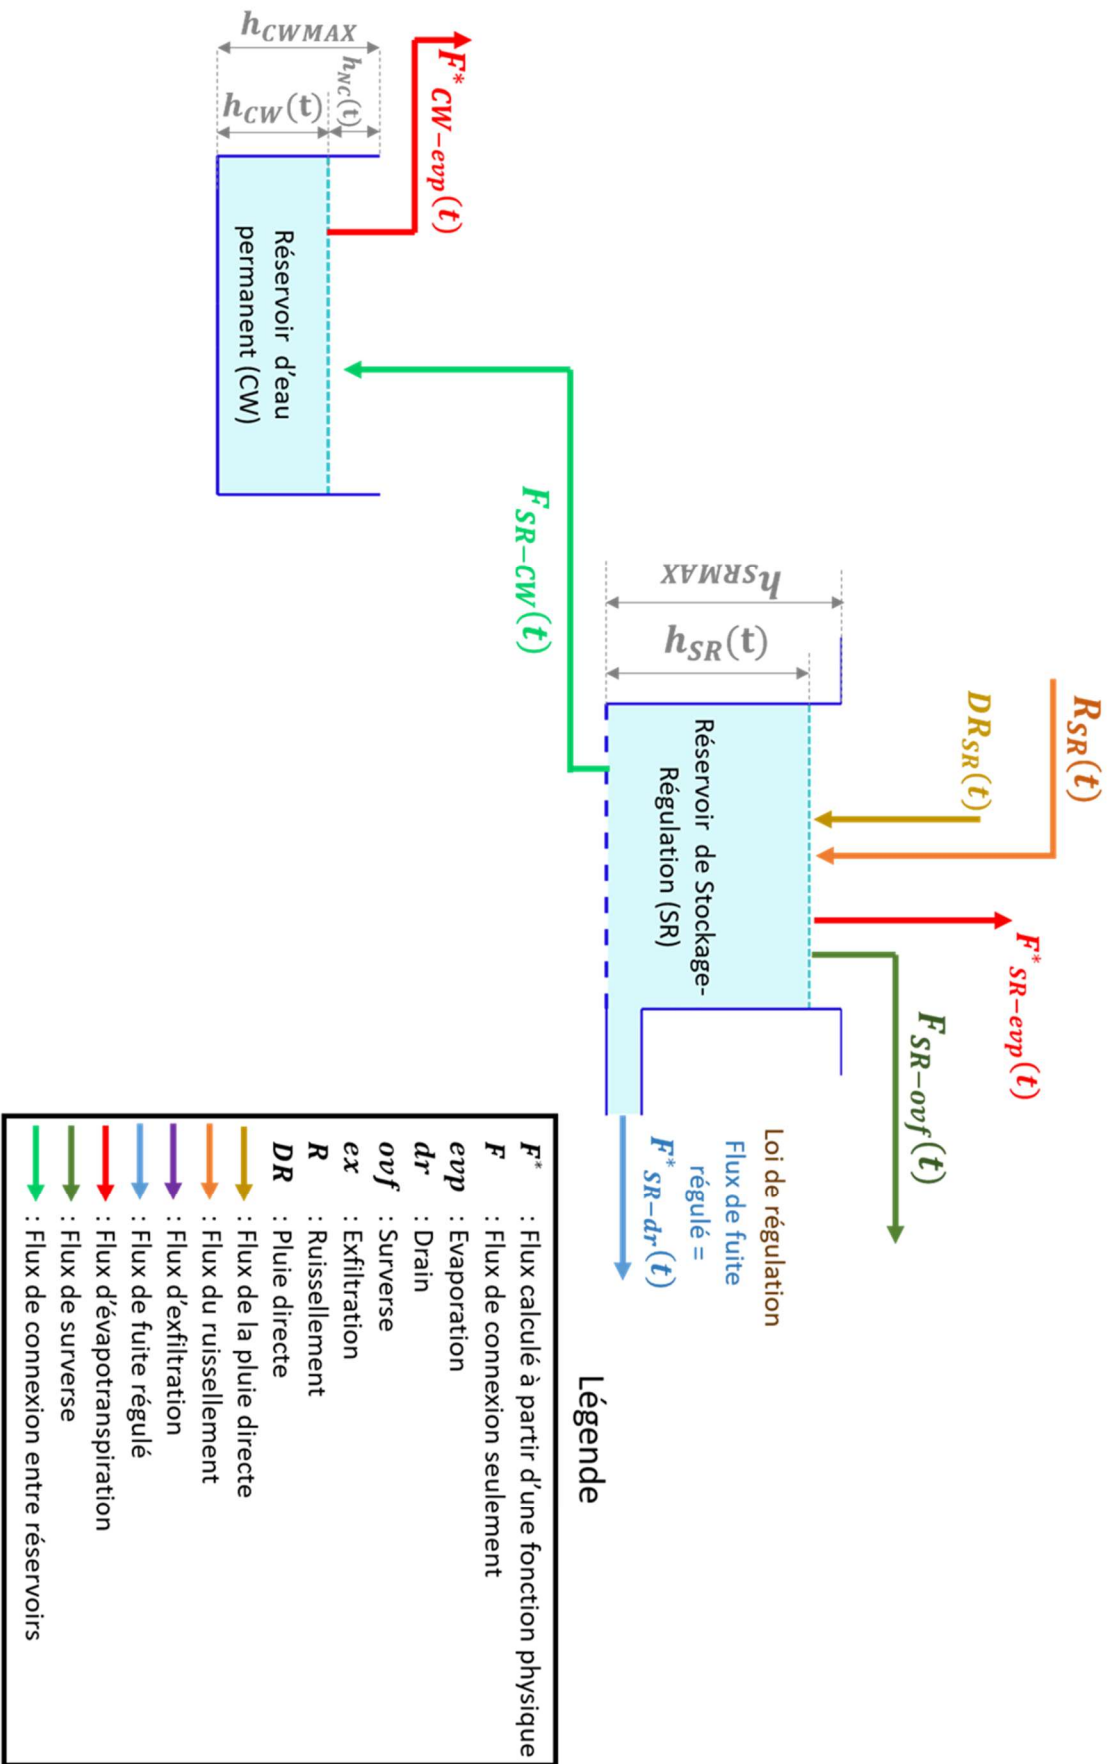 R_SR(t)
DR_SR(t)
F*_SR-evp(t)
F_SR-ovf(t)
h_SRMAX
h_SR(t)
Réservoir de Stockage-
Régulation (SR)
Loi de régulation
Flux de fuite
régulé =
F*_SR-dr(t)
F_SR-CW(t)
F*_CW-evp(t)
h_CWMAX
h_NC(t)
h_CW(t)
Réservoir d'eau
permanent (CW)
Légende
F* : Flux calculé à partir d'une fonction physique
F : Flux de connexion seulement
evp : Evaporation
dr : Drain
ovf : Surverse
ex : Exfiltration
R : Ruissellement
DR : Pluie directe
: Flux de la pluie directe
: Flux du ruissellement
: Flux d'exfiltration
: Flux de fuite régulé
: Flux d'évapotranspiration
: Flux de surverse
: Flux de connexion entre réservoirs